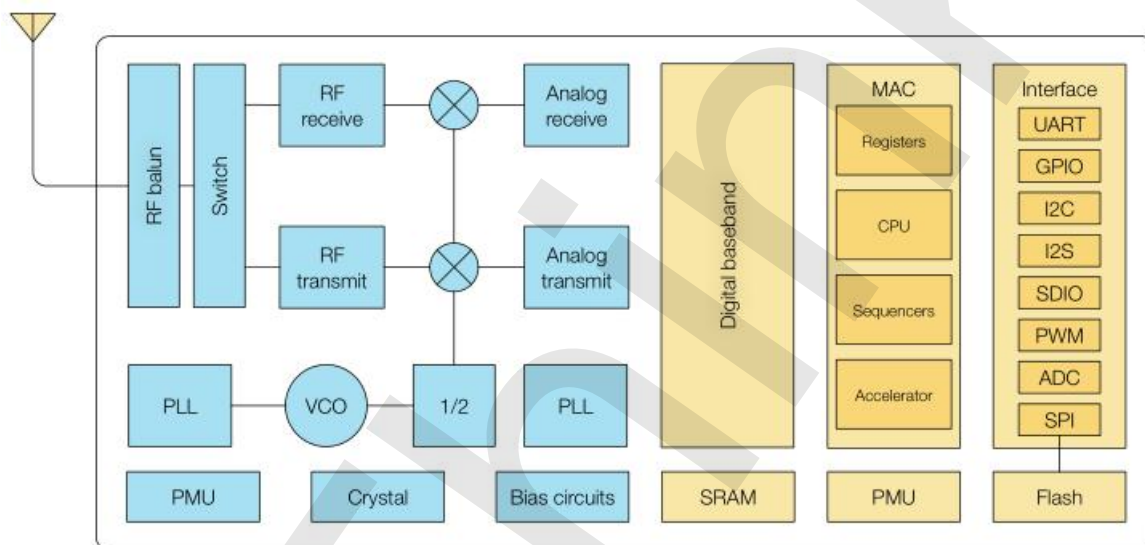 RF balun
Switch
RF
receive
Analog
receive
RF
transmit
Analog
transmit
PLL
VCO
1/2
PLL
PMU
Crystal
Bias circuits
Digital baseband
SRAM
MAC
Registers
CPU
Sequencers
Accelerator
PMU
Interface
UART
GPIO
I2C
I2S
SDIO
PWM
ADC
SPI
Flash